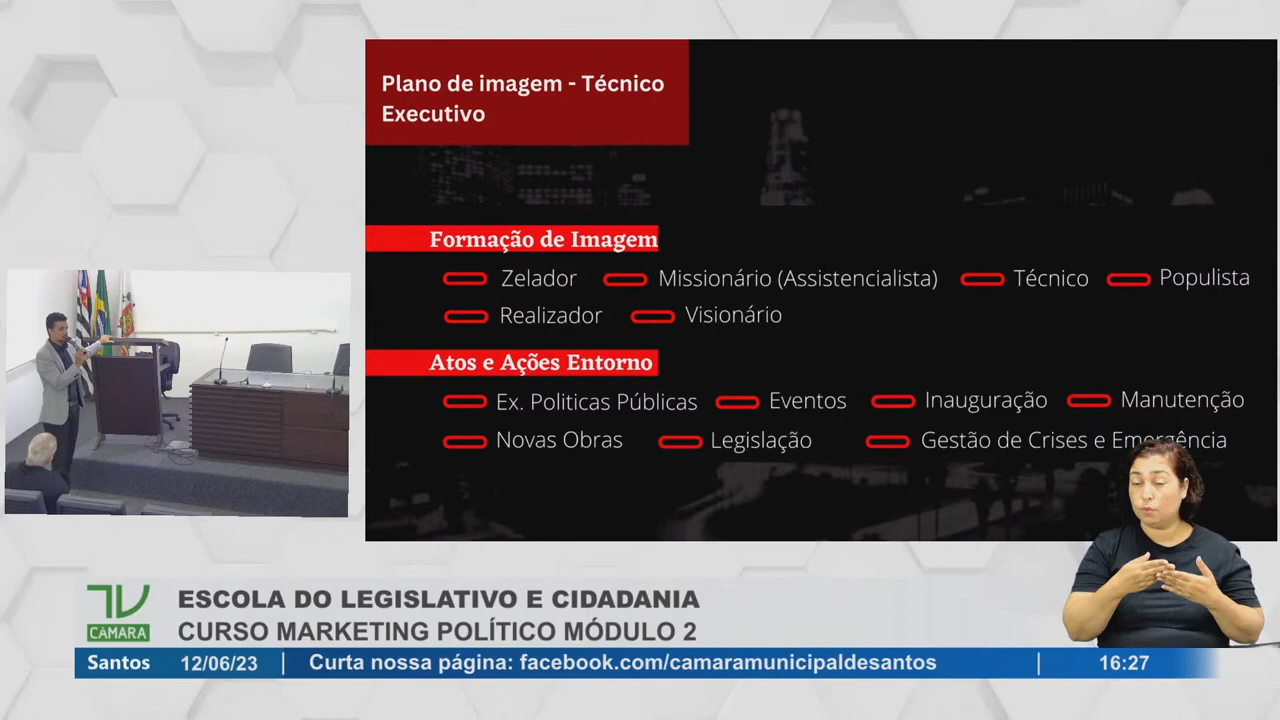 Plano de imagem - Técnico
Executivo
Formação de Imagem
Zelador Missionário (Assistencialista) Técnico Populista
Realizador Visionário
Atos e Ações Entorno
Ex. Politicas Públicas Eventos Inauguração Manutenção
Novas Obras Legislação Gestão de Crises e Emergência
TV
CÂMARA
ESCOLA DO LEGISLATIVO E CIDADANIA
CURSO MARKETING POLÍTICO MÓDULO 2
Santos 12/06/23 | Curta nossa página: facebook.com/camaramunicipaldesantos | 16:27